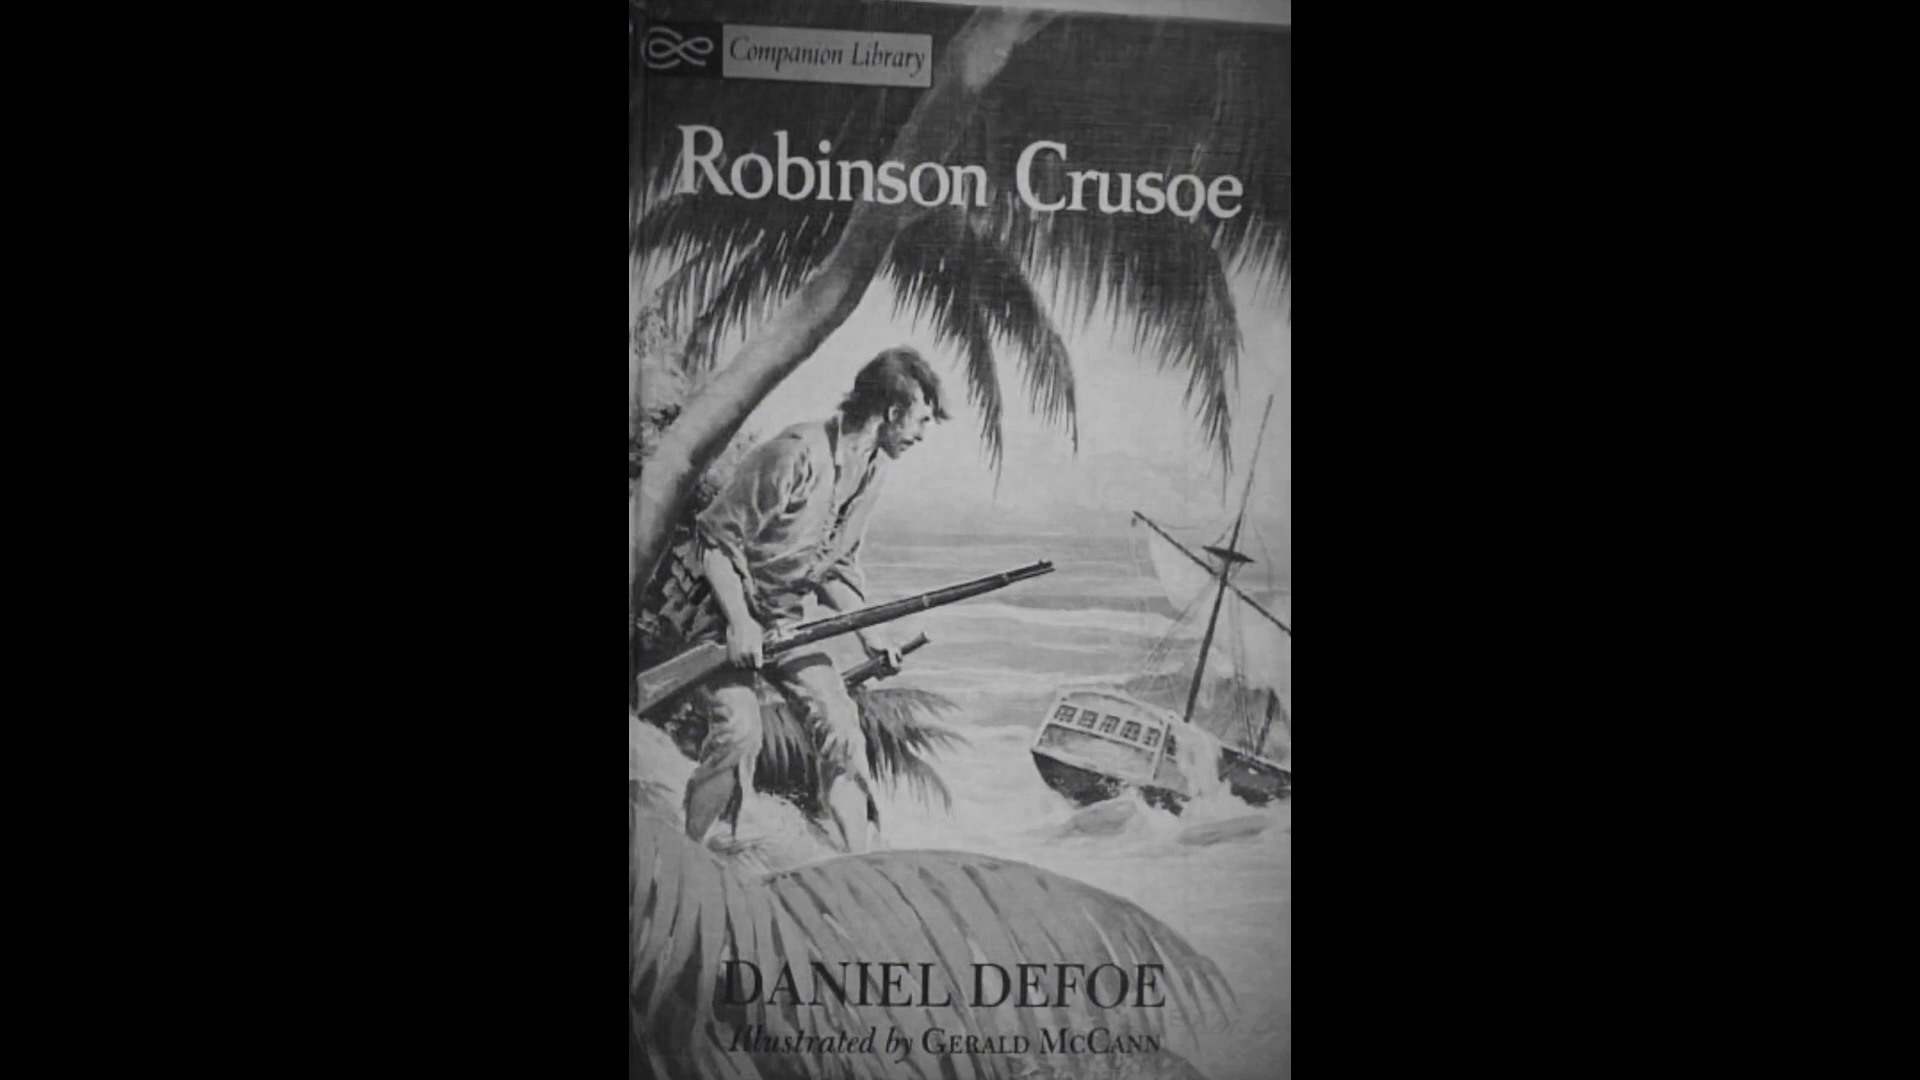 Companion Library
Robinson Crusoe
DANIEL DEFOE
Illustrated by GERALD MCCANN